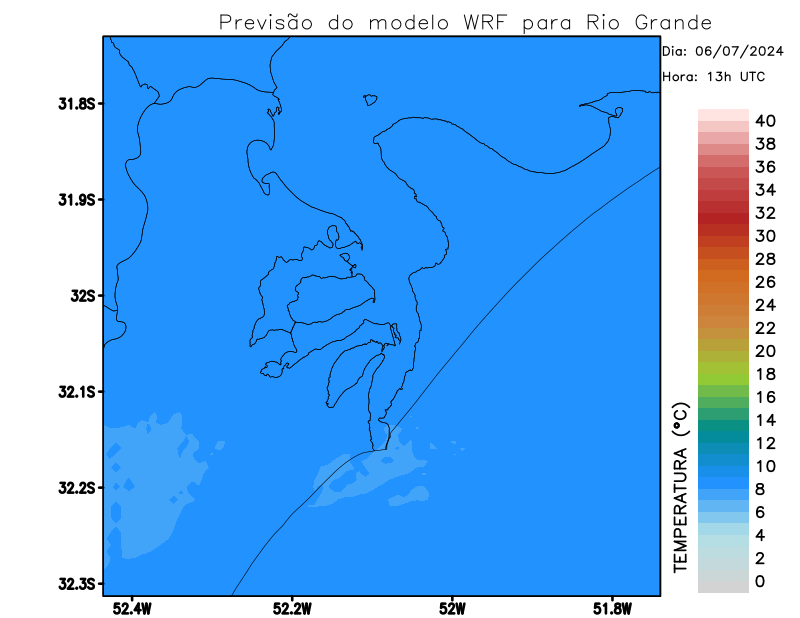 Previsão do modelo WRF para Rio Grande
Dia: 06/07/2024
Hora: 13h UTC
31.8S
31.9S
32S
32.1S
32.2S
32.3S
52.4W
52.2W
52W
51.8W
TEMPERATURA (°C)
40
38
36
34
32
30
28
26
24
22
20
18
16
14
12
10
8
6
4
2
0